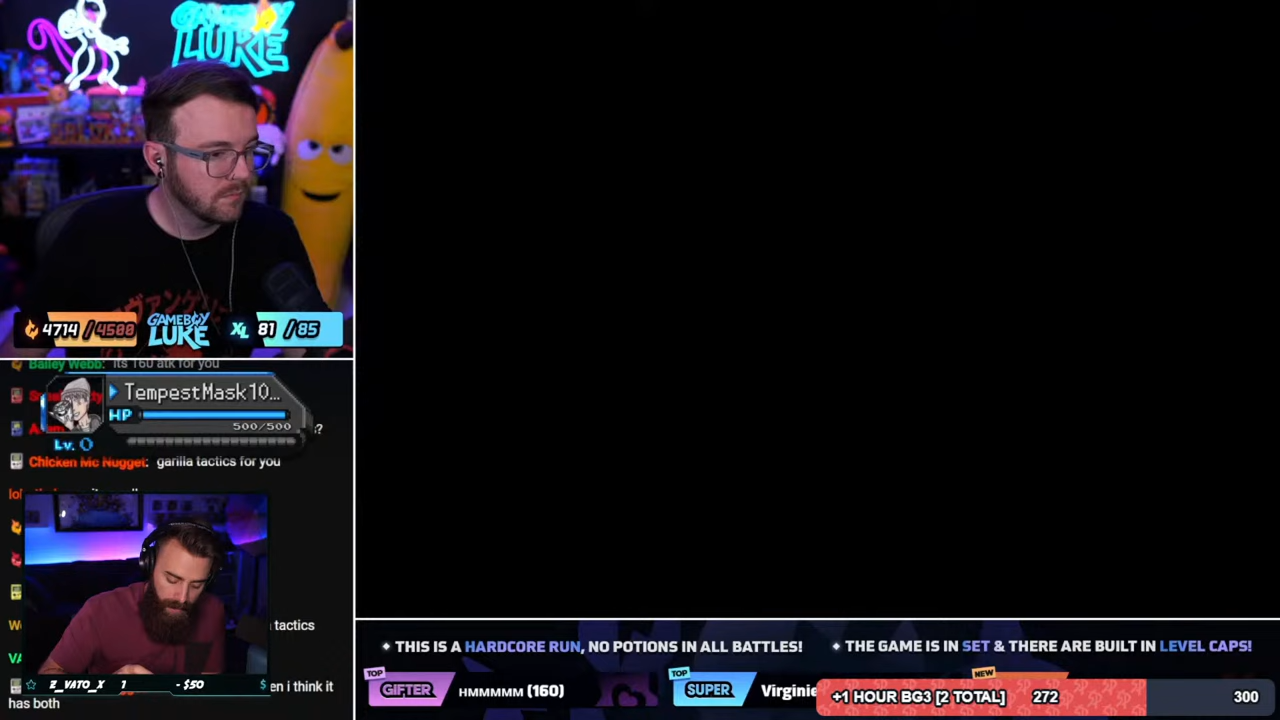 GAMEBOY
LUKE
4714 / 4500
GAMEBOY
LUKE
XL 81 / 85
Bailey Webb: Its 160 atk for you
TempestMask10...
HP
500/500
Lv. 0
?
Chicken Mc Nugget: garilla tactics for you
tactics
Z_YATO_X 1 - $50 $
en i think it
has both
THIS IS A HARDCORE RUN, NO POTIONS IN ALL BATTLES!
THE GAME IS IN SET & THERE ARE BUILT IN LEVEL CAPS!
TOP
GIFTER
HMMMMM (160)
TOP
SUPER
Virginie
NEW
+1 HOUR BG3 [2 TOTAL] 272 300